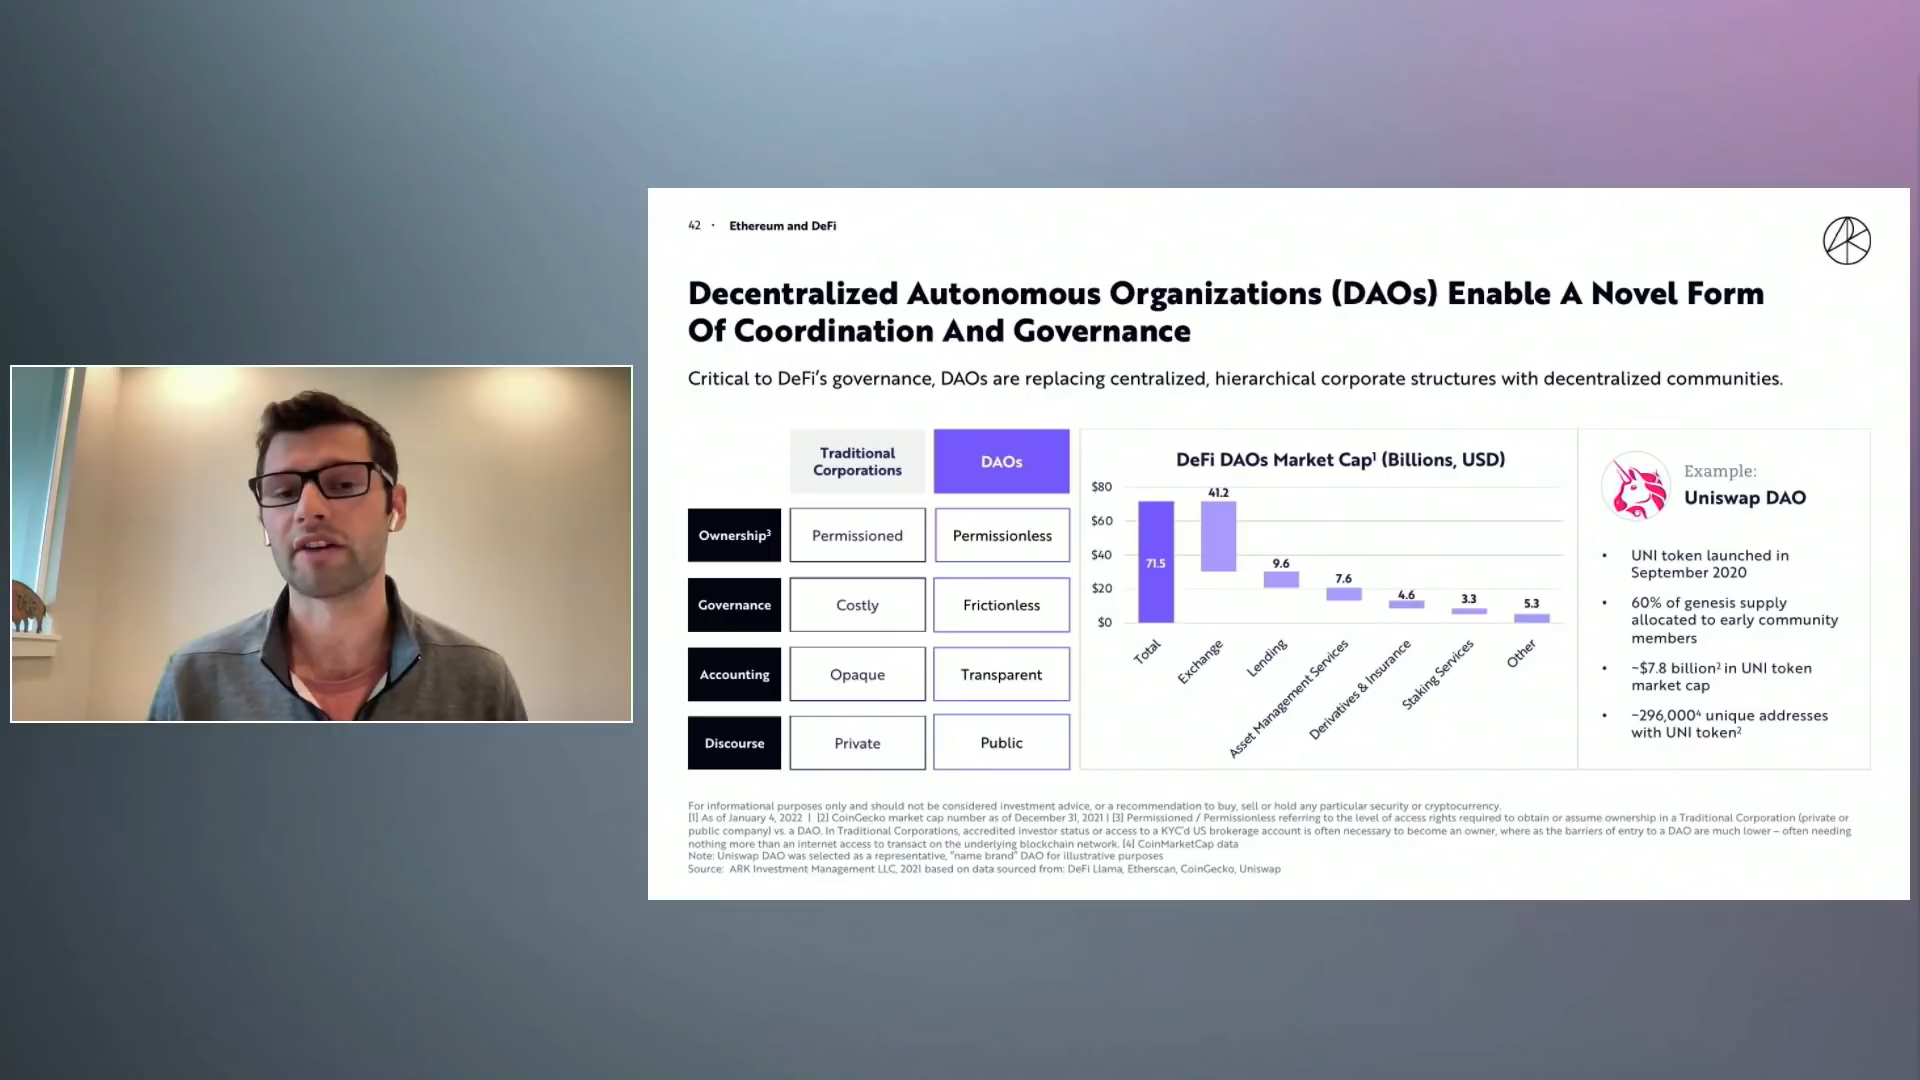 42 · Ethereum and DeFi
Decentralized Autonomous Organizations (DAOs) Enable A Novel Form
Of Coordination And Governance
Critical to DeFi's governance, DAOs are replacing centralized, hierarchical corporate structures with decentralized communities.
Traditional
Corporations
DAOs
Ownership³
Permissioned
Permissionless
Governance
Costly
Frictionless
Accounting
Opaque
Transparent
Discourse
Private
Public
DeFi DAOs Market Cap¹ (Billions, USD)
$80
$60
$40
$20
$0
71.5
41.2
9.6
7.6
4.6
3.3
5.3
Total
Exchange
Lending
Asset Management Services
Derivatives & Insurance
Staking Services
Other
Example:
Uniswap DAO
• UNI token launched in
September 2020
• 60% of genesis supply
allocated to early community
members
• ~$7.8 billion² in UNI token
market cap
• ~296,000⁴ unique addresses
with UNI token²
For informational purposes only and should not be considered investment advice, or a recommendation to buy, sell or hold any particular security or cryptocurrency.
[1] As of January 4, 2022 | [2] CoinGecko market cap number as of December 31, 2021 | [3] Permissioned / Permissionless referring to the level of access rights required to obtain or assume ownership in a Traditional Corporation (private or
public company) vs. a DAO. In Traditional Corporations, accredited investor status or access to a KYC'd US brokerage account is often necessary to become an owner, where as the barriers of entry to a DAO are much lower – often needing
nothing more than an internet access to transact on the underlying blockchain network. [4] CoinMarketCap data
Note: Uniswap DAO was selected as a representative, "name brand" DAO for illustrative purposes
Source: ARK Investment Management LLC, 2021 based on data sourced from: DeFi Llama, Etherscan, CoinGecko, Uniswap